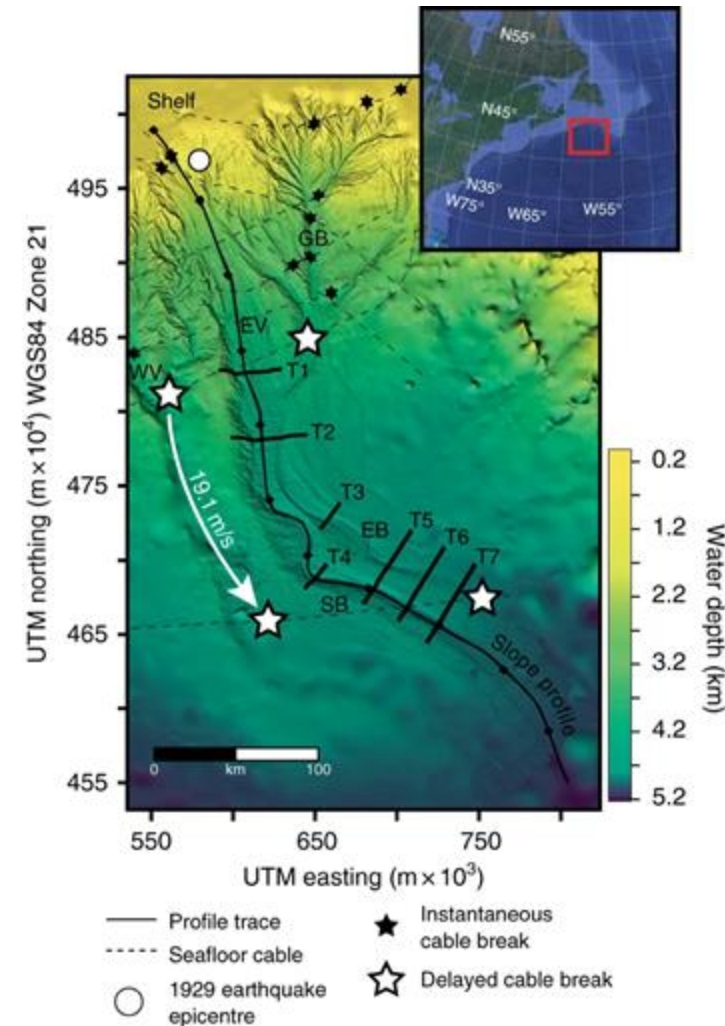 N55°
N45°
N35°
W75°
W65°
W55°
Shelf
GB
EV
WV
T1
T2
T3
T4
T5
EB
T6
T7
SB
19.1 m/s
Slope profile
0 km 100
495
485
475
465
455
UTM northing (m × 10⁴) WGS84 Zone 21
550 650 750
UTM easting (m × 10³)
0.2
1.2
2.2
3.2
4.2
5.2
Water depth (km)
Profile trace
Seafloor cable
1929 earthquake
epicentre
Instantaneous
cable break
Delayed cable break